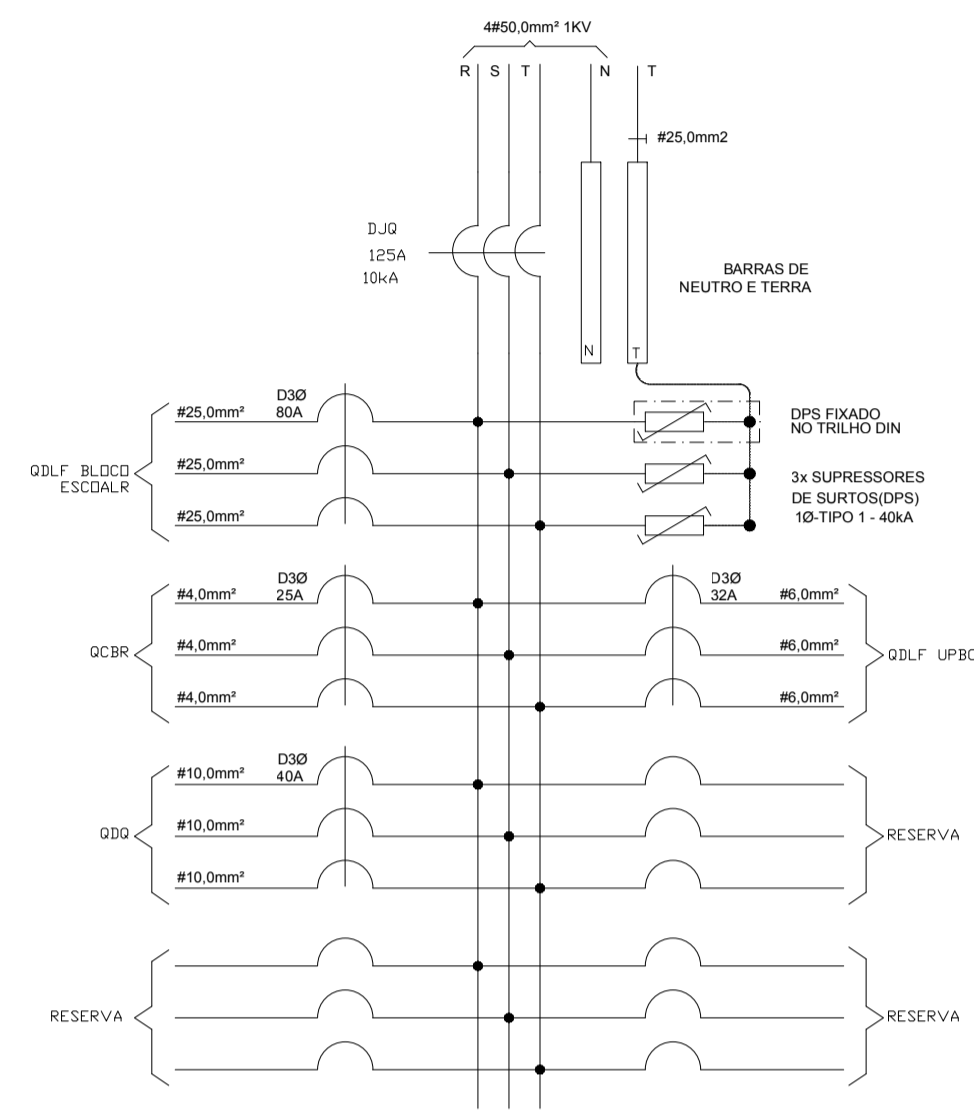 4#50,0mm² 1KV
R S T N T
#25,0mm2
DJQ
125A
10kA
BARRAS DE
NEUTRO E TERRA
N T
QDLF BLOCO
ESCOALR
#25,0mm²
D3Ø
80A
#25,0mm²
#25,0mm²
DPS FIXADO
NO TRILHO DIN
3x SUPRESSORES
DE SURTOS(DPS)
1Ø-TIPO 1 - 40kA
QCBR
#4,0mm²
D3Ø
25A
#4,0mm²
#4,0mm²
D3Ø
32A
#6,0mm²
#6,0mm²
#6,0mm²
QDLF UPBC
QDQ
#10,0mm²
D3Ø
40A
#10,0mm²
#10,0mm²
RESERVA
RESERVA
RESERVA